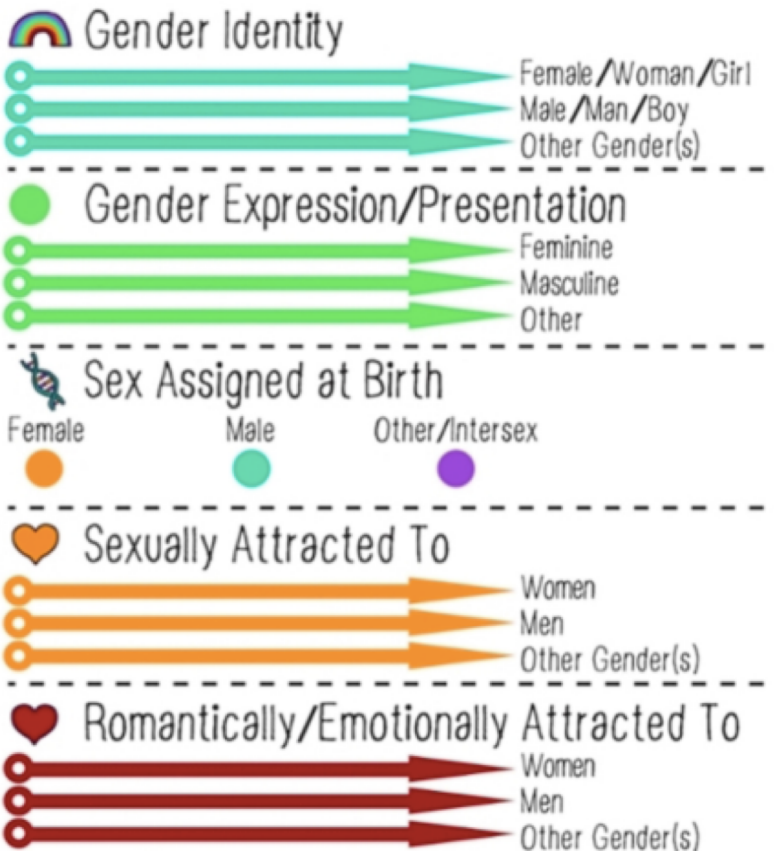 Gender Identity
Female/Woman/Girl
Male/Man/Boy
Other Gender(s)
Gender Expression/Presentation
Feminine
Masculine
Other
Sex Assigned at Birth
Female Male Other/Intersex
Sexually Attracted To
Women
Men
Other Gender(s)
Romantically/Emotionally Attracted To
Women
Men
Other Gender(s)